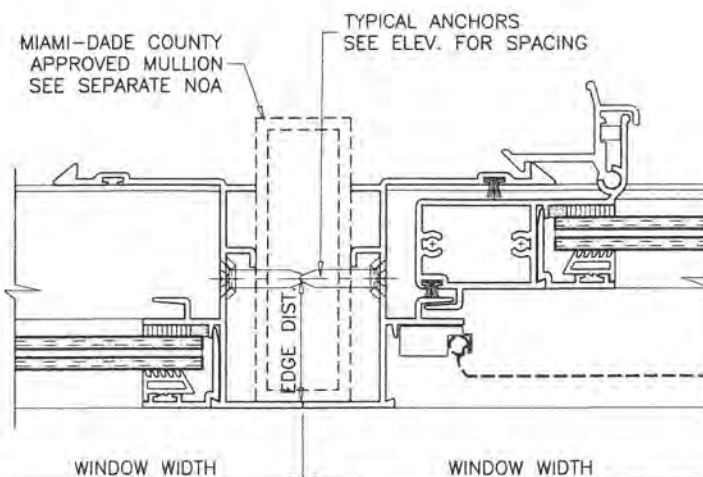 MIAMI-DADE COUNTY
APPROVED MULLION
SEE SEPARATE NOA
TYPICAL ANCHORS
SEE ELEV. FOR SPACING
EDGE DIST.
WINDOW WIDTH
WINDOW WIDTH